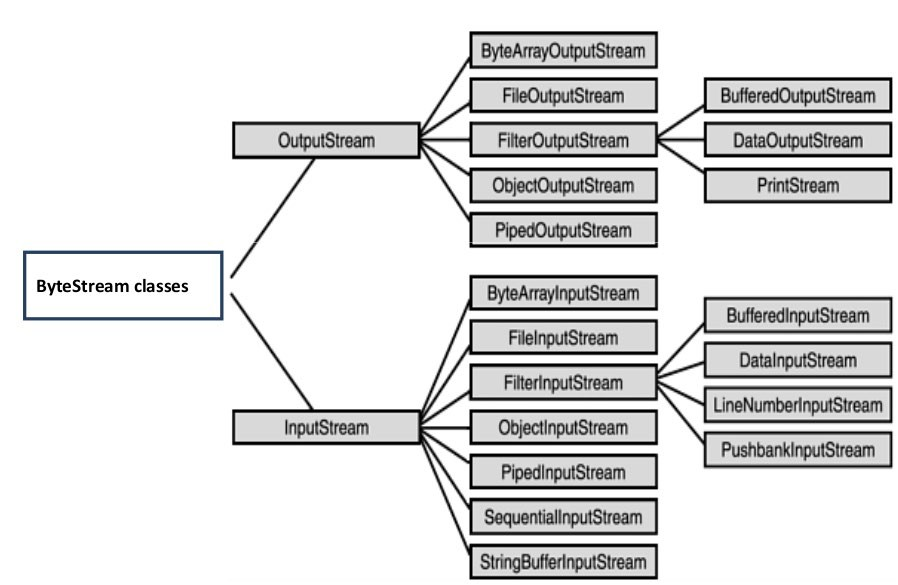 ByteStream classes
OutputStream
ByteArrayOutputStream
FileOutputStream
FilterOutputStream
ObjectOutputStream
PipedOutputStream
BufferedOutputStream
DataOutputStream
PrintStream
InputStream
ByteArrayInputStream
FileInputStream
FilterInputStream
ObjectInputStream
PipedInputStream
SequentialInputStream
StringBufferInputStream
BufferedInputStream
DataInputStream
LineNumberInputStream
PushbankInputStream